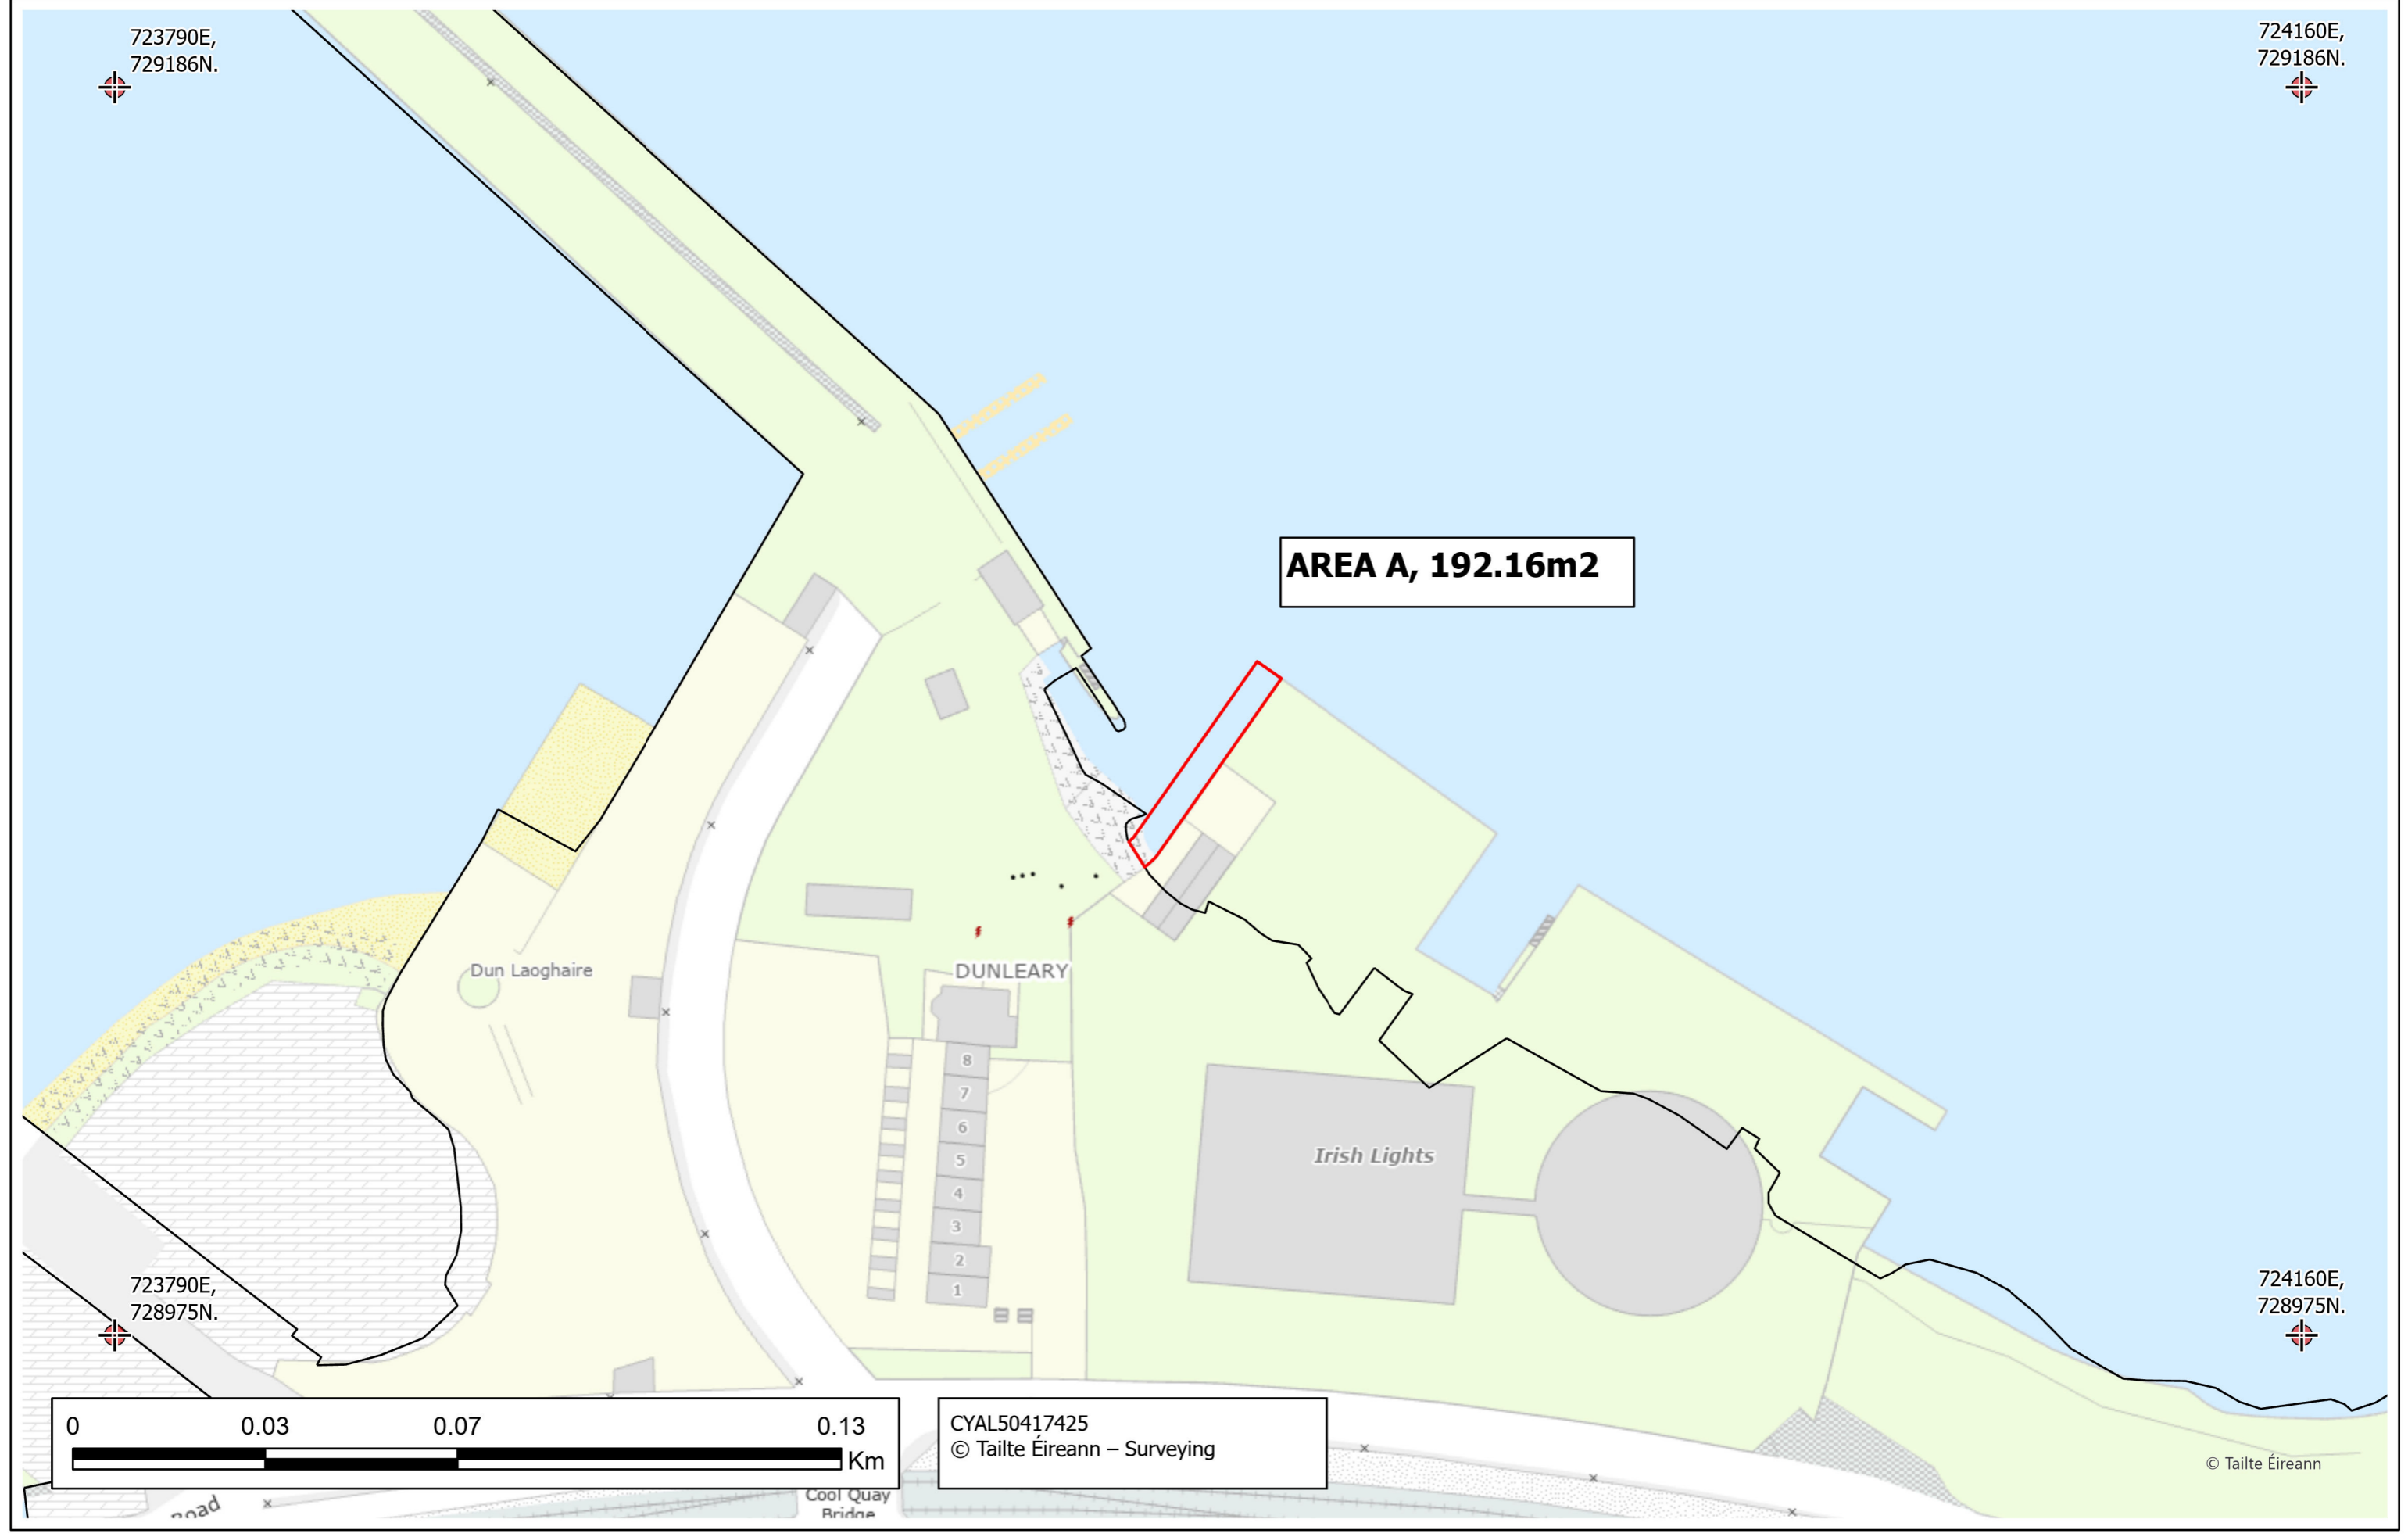 723790E,
729186N.
724160E,
729186N.
AREA A, 192.16m2
Dun Laoghaire
DUNLEARY
8
7
6
5
4
3
2
1
Irish Lights
723790E,
728975N.
724160E,
728975N.
0 0.03 0.07 0.13
Km
CYAL50417425
© Tailte Éireann – Surveying
© Tailte Éireann
Road
Cool Quay
Bridge